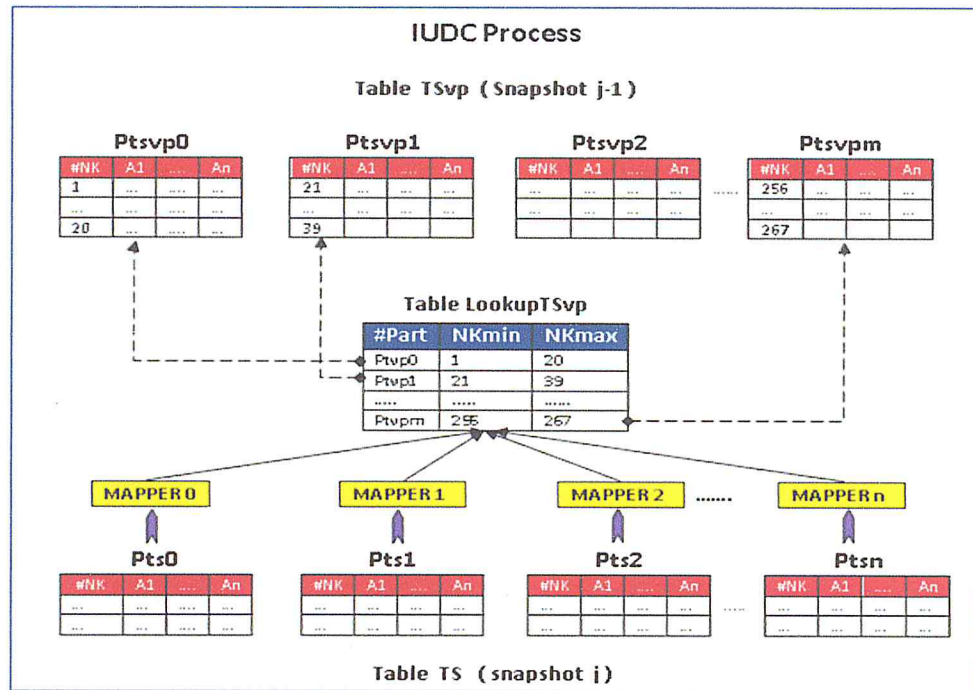 IUDC Process
Table TSvp (Snapshot j-1)
Ptsvp0 Ptsvp1 Ptsvp2 Ptsvpm
#NK A1 .... An #NK A1 .... An #NK A1 .... An #NK A1 .... An
1 ... .... ... 21 ... .... ... ... ... .... ... ..... 256 ... .... ...
... ... .... ... ... ... .... ... ... ... .... ... ... ... .... ...
20 ... .... ... 39 267
Table LookupTSvp
#Part NKmin NKmax
Ptvp0 1 20
Ptvp1 21 39
..... ..... ......
Ptvpm 256 267
MAPPER 0 MAPPER 1 MAPPER 2 ....... MAPPER n
Pts0 Pts1 Pts2 Ptsn
#NK A1 .... An #NK A1 .... An #NK A1 .... An #NK A1 .... An
... ... .... ... ... ... .... ... ... ... .... ... ... ... .... ...
... ... .... ... ... ... .... ... ... ... .... ... ..... ... ... .... ...
Table TS (snapshot j)